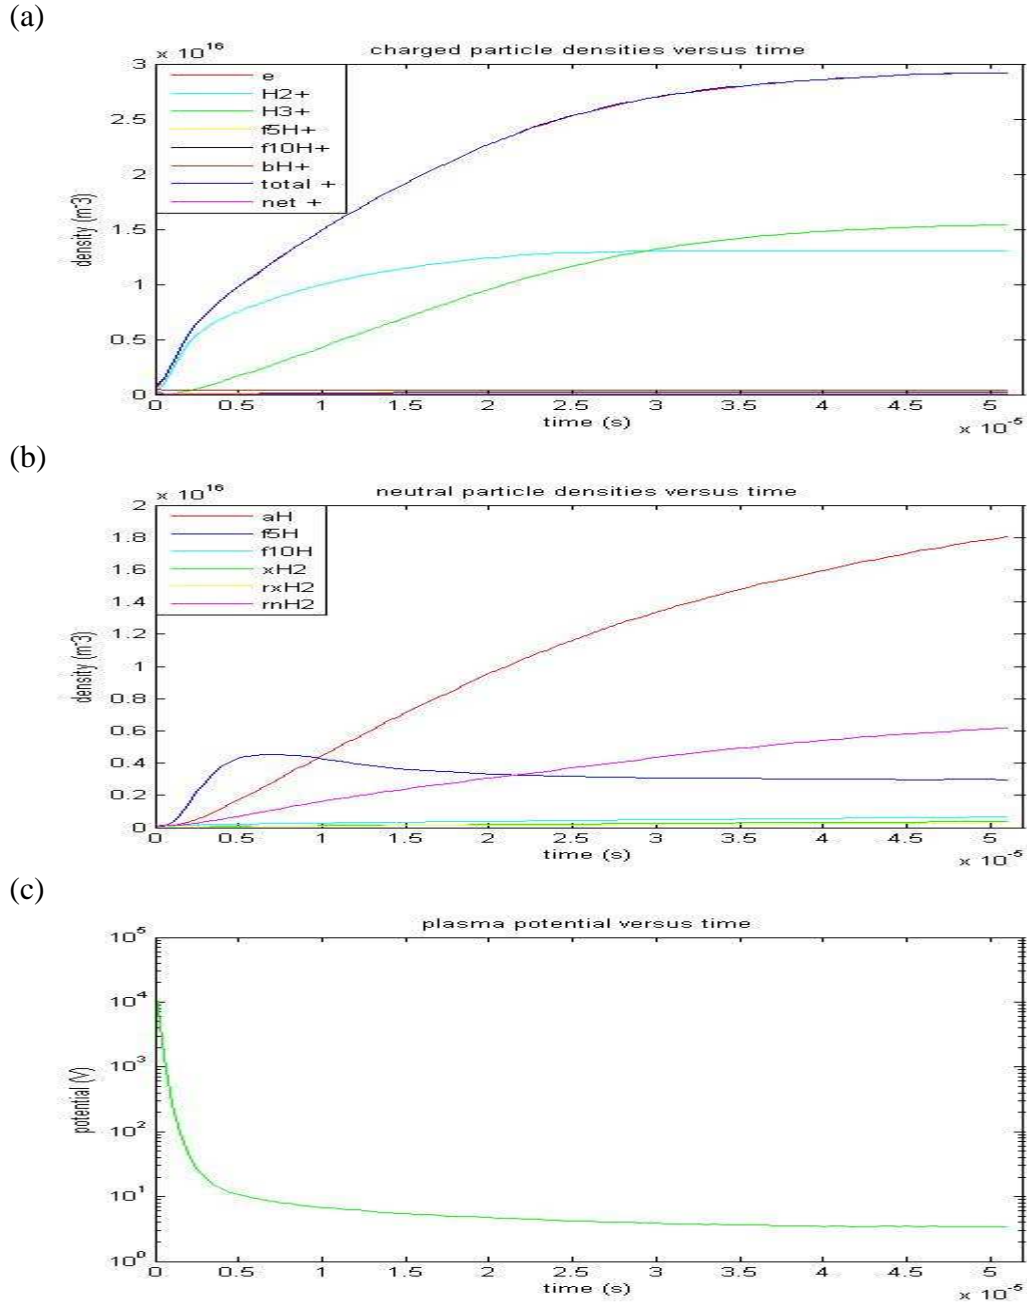 (a)
charged particle densities versus time
x 10^16
3
2.5
2
1.5
1
0.5
0
density (m^-3)
e
H2+
H3+
f5H+
f10H+
bH+
total +
net +
0 0.5 1 1.5 2 2.5 3 3.5 4 4.5 5
time (s)
x 10^-5
(b)
neutral particle densities versus time
x 10^16
2
1.8
1.6
1.4
1.2
1
0.8
0.6
0.4
0.2
0
density (m^-3)
aH
f5H
f10H
xH2
rxH2
rnH2
0 0.5 1 1.5 2 2.5 3 3.5 4 4.5 5
time (s)
x 10^-5
(c)
plasma potential versus time
10^5
10^4
10^3
10^2
10^1
10^0
potential (V)
0 0.5 1 1.5 2 2.5 3 3.5 4 4.5 5
time (s)
x 10^-5